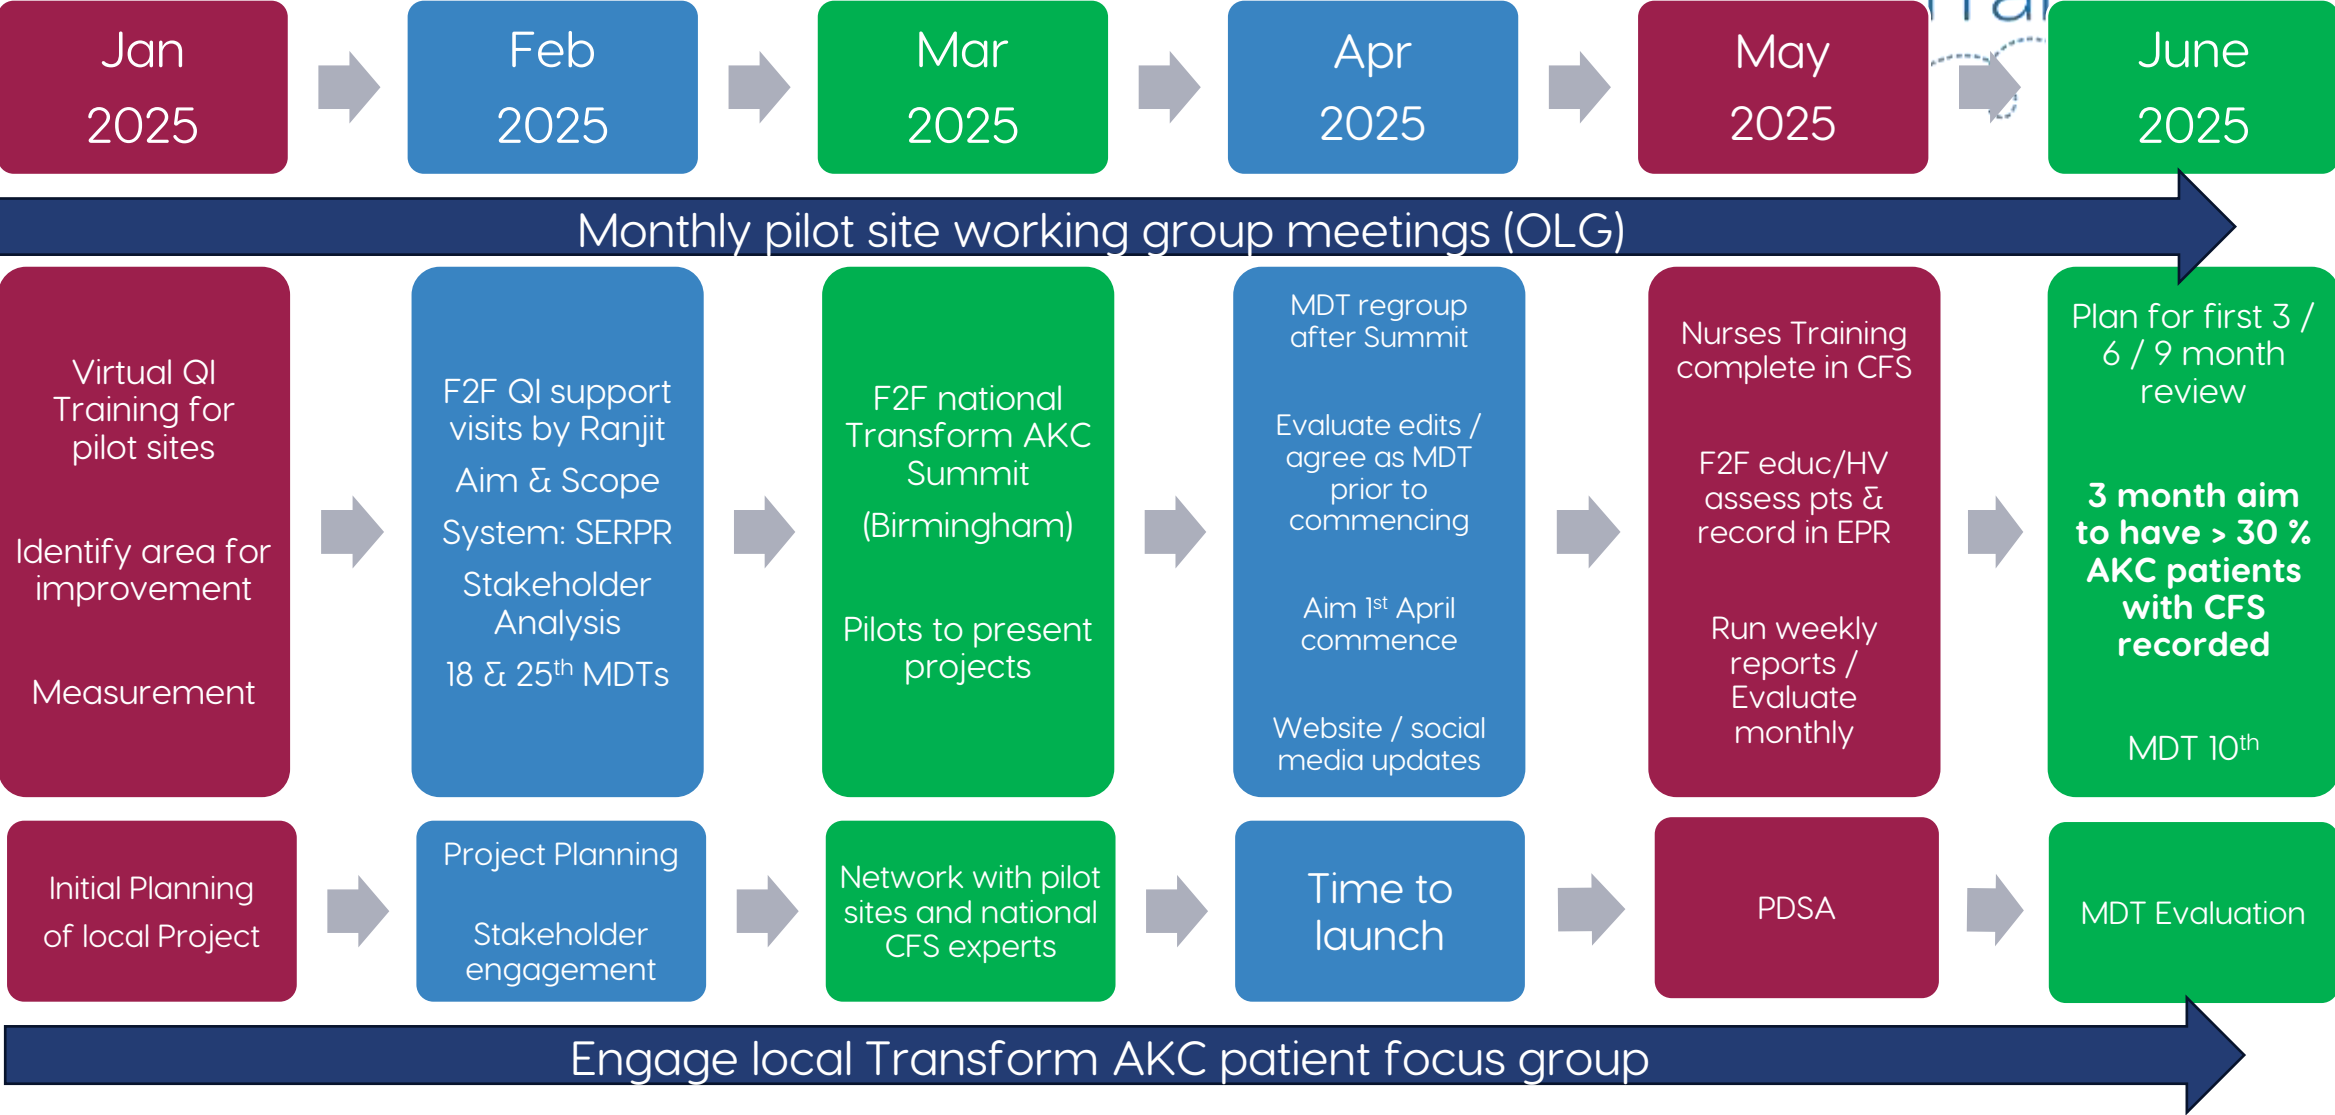 Jan
2025
Feb
2025
Mar
2025
Apr
2025
May
2025
June
2025
Monthly pilot site working group meetings (OLG)
Virtual QI
Training for
pilot sites
Identify area for
improvement
Measurement
F2F QI support
visits by Ranjit
Aim & Scope
System: SERPR
Stakeholder
Analysis
18 & 25th MDTs
F2F national
Transform AKC
Summit
(Birmingham)
Pilots to present
projects
MDT regroup
after Summit
Evaluate edits /
agree as MDT
prior to
commencing
Aim 1st April
commence
Website / social
media updates
Nurses Training
complete in CFS
F2F educ/HV
assess pts &
record in EPR
Run weekly
reports /
Evaluate
monthly
Plan for first 3 /
6 / 9 month
review
3 month aim
to have > 30 %
AKC patients
with CFS
recorded
MDT 10th
Initial Planning
of local Project
Project Planning
Stakeholder
engagement
Network with pilot
sites and national
CFS experts
Time to
launch
PDSA
MDT Evaluation
Engage local Transform AKC patient focus group